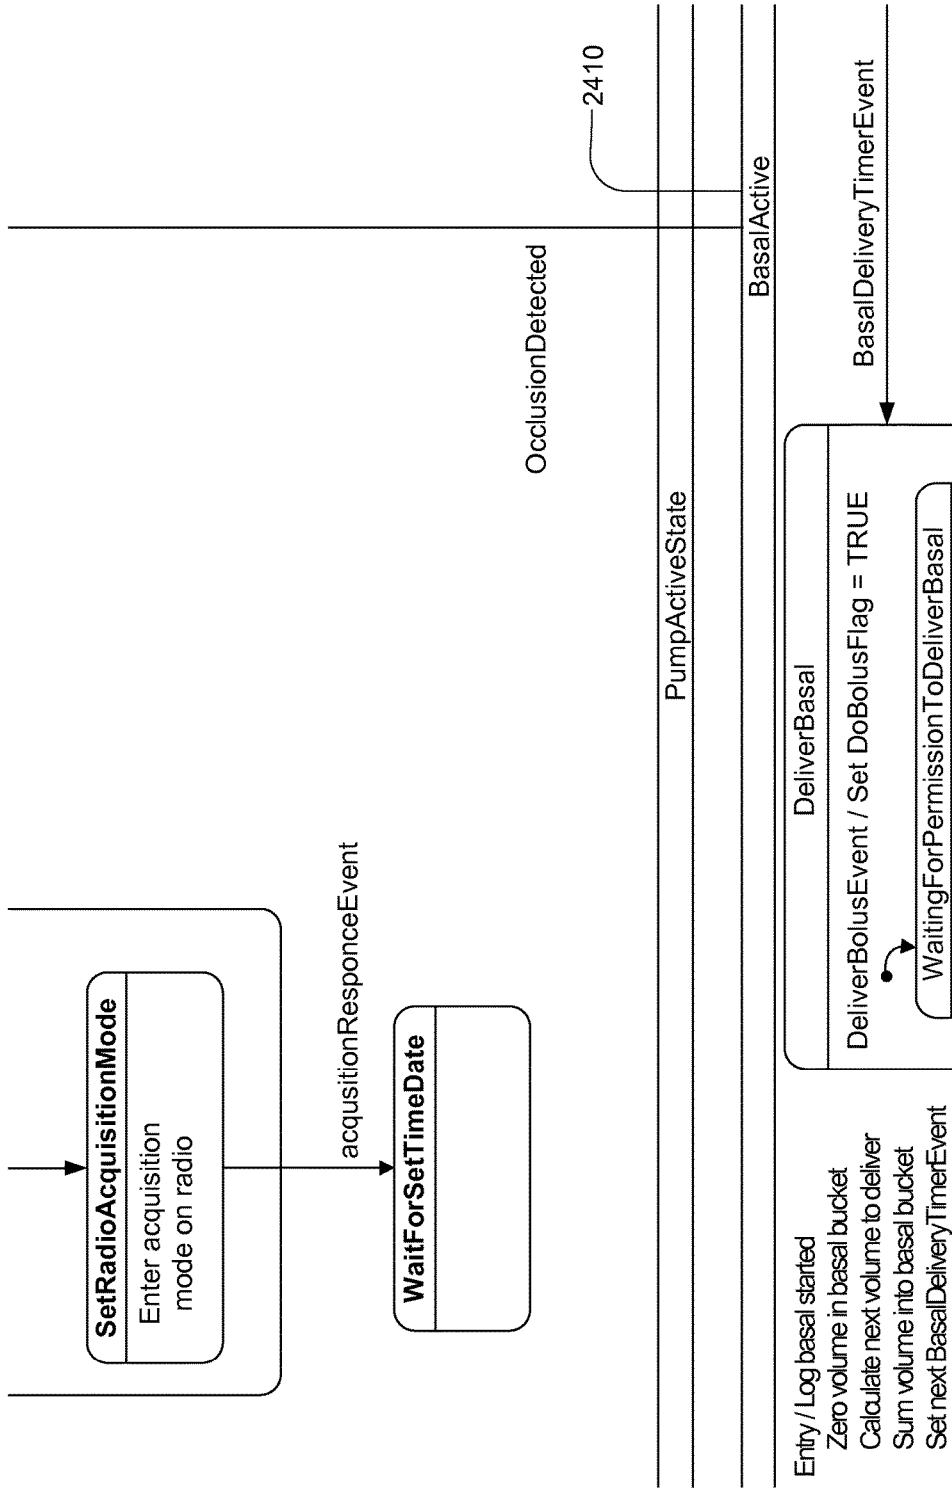 SetRadioAcquisitionMode
Enter acquisition
mode on radio
acqusitionResponceEvent
WaitForSetTimeDate
OcclusionDetected
2410
PumpActiveState
BasalActive
Entry / Log basal started
Zero volume in basal bucket
Calculate next volume to deliver
Sum volume into basal bucket
Set next BasalDeliveryTimerEvent
DeliverBasal
DeliverBolusEvent / Set DoBolusFlag = TRUE
WaitingForPermissionToDeliverBasal
BasalDeliveryTimerEvent